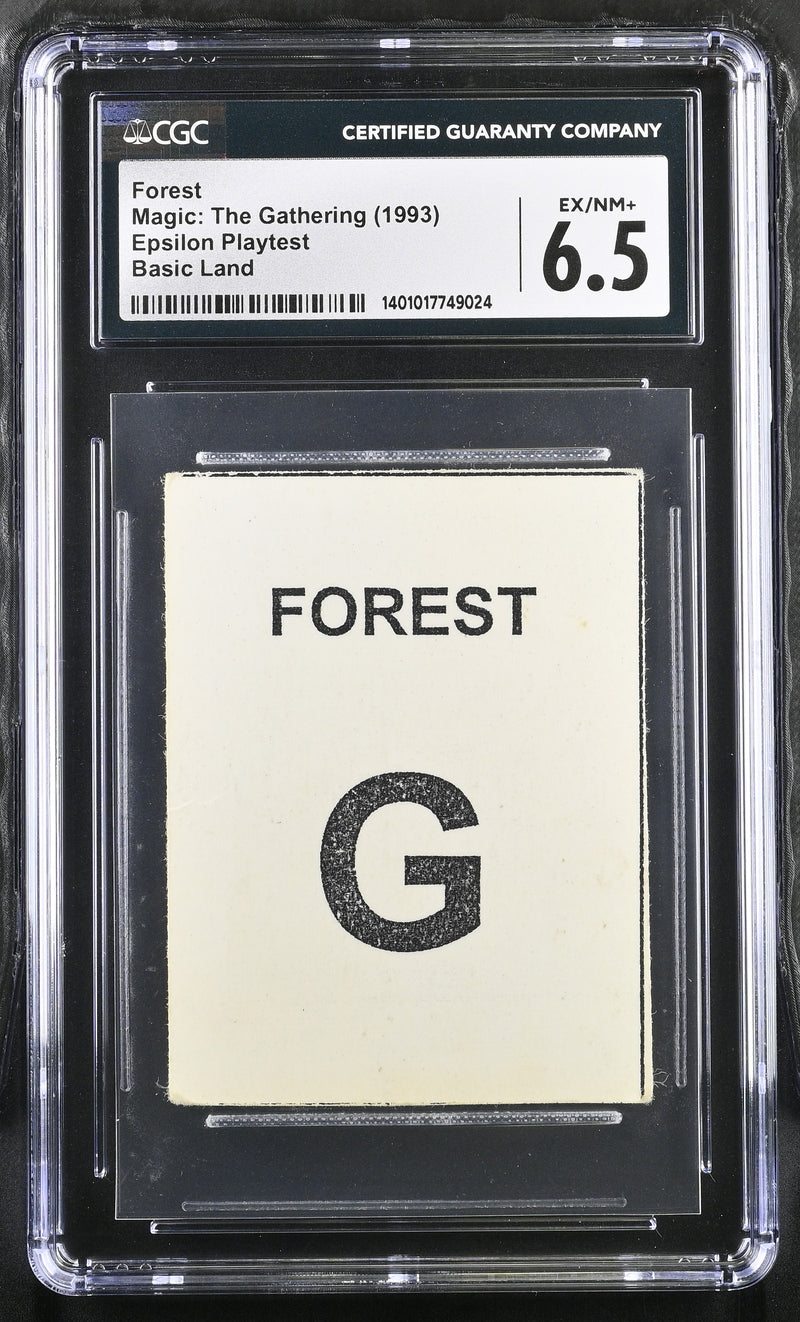 CGC
CERTIFIED GUARANTY COMPANY
Forest
Magic: The Gathering (1993)
Epsilon Playtest
Basic Land
EX/NM+
6.5
1401017749024
FOREST
G